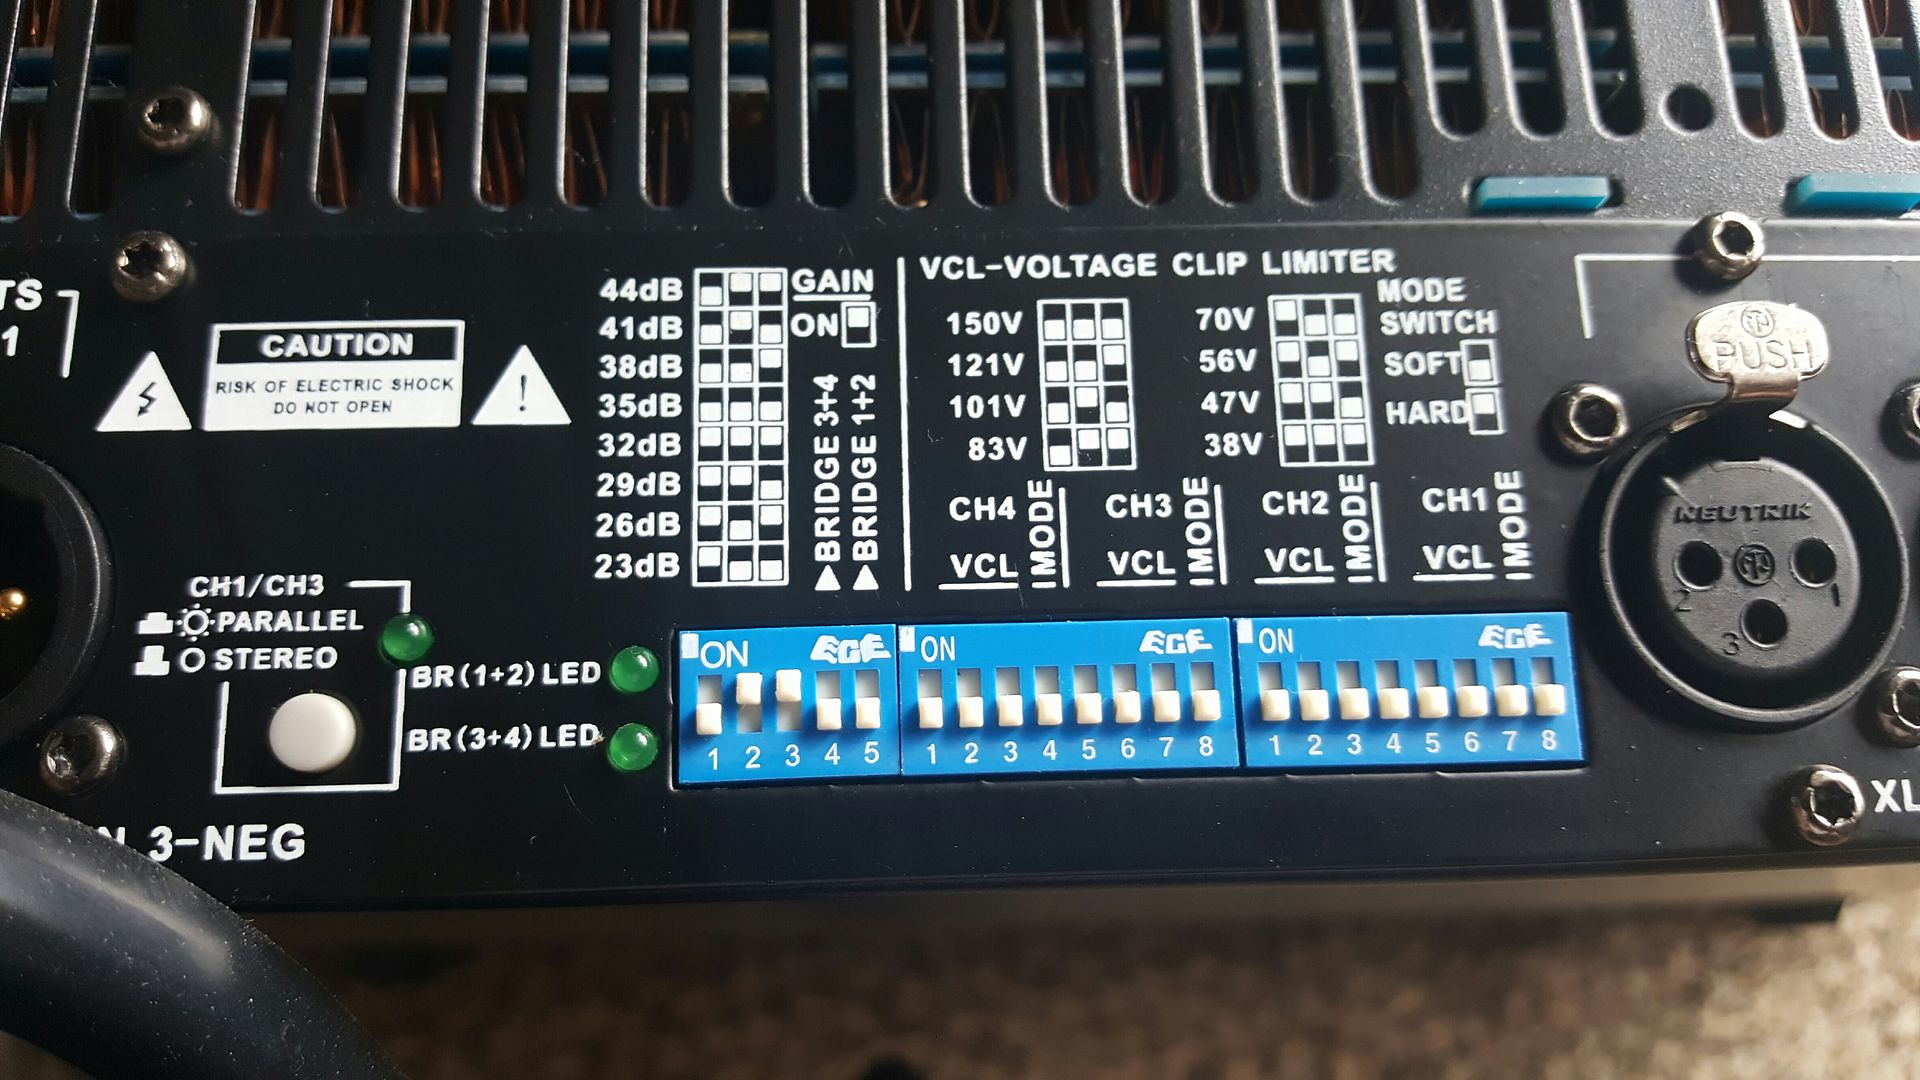 TS
1
CAUTION
RISK OF ELECTRIC SHOCK
DO NOT OPEN
!
CH1/CH3
PARALLEL
STEREO
BR(1+2) LED
BR(3+4) LED
3-NEG
44dB
41dB
38dB
35dB
32dB
29dB
26dB
23dB
GAIN
ON
BRIDGE 3+4
BRIDGE 1+2
VCL-VOLTAGE CLIP LIMITER
150V
121V
101V
83V
70V
56V
47V
38V
MODE
SWITCH
SOFT
HARD
CH4
VCL
MODE
CH3
VCL
MODE
CH2
VCL
MODE
CH1
VCL
MODE
ON ECE
1 2 3 4 5
ON ECE
1 2 3 4 5 6 7 8
ON ECE
1 2 3 4 5 6 7 8
PUSH
NEUTRIK
2 1
3
XL